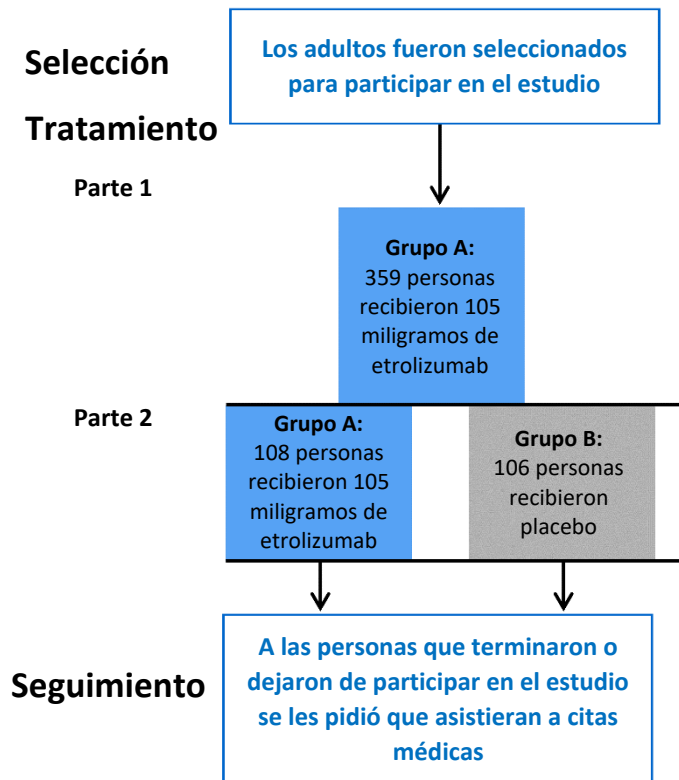 Selección
Los adultos fueron seleccionados
para participar en el estudio
Tratamiento
Parte 1
Grupo A:
359 personas
recibieron 105
miligramos de
etrolizumab
Parte 2
Grupo A:
108 personas
recibieron 105
miligramos de
etrolizumab
Grupo B:
106 personas
recibieron
placebo
Seguimiento
A las personas que terminaron o
dejaron de participar en el estudio
se les pidió que asistieran a citas
médicas